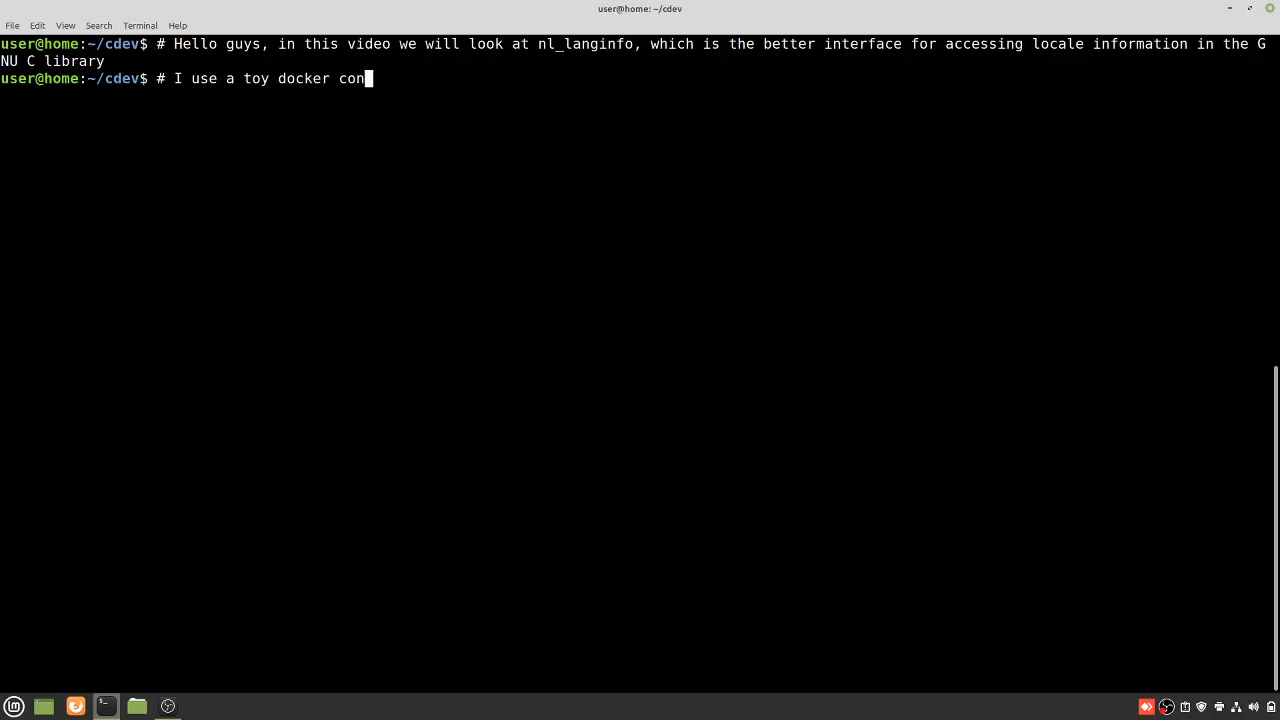 user@home: ~/cdev
File Edit View Search Terminal Help
user@home:~/cdev$ # Hello guys, in this video we will look at nl_langinfo, which is the better interface for accessing locale information in the G
NU C library
user@home:~/cdev$ # I use a toy docker con